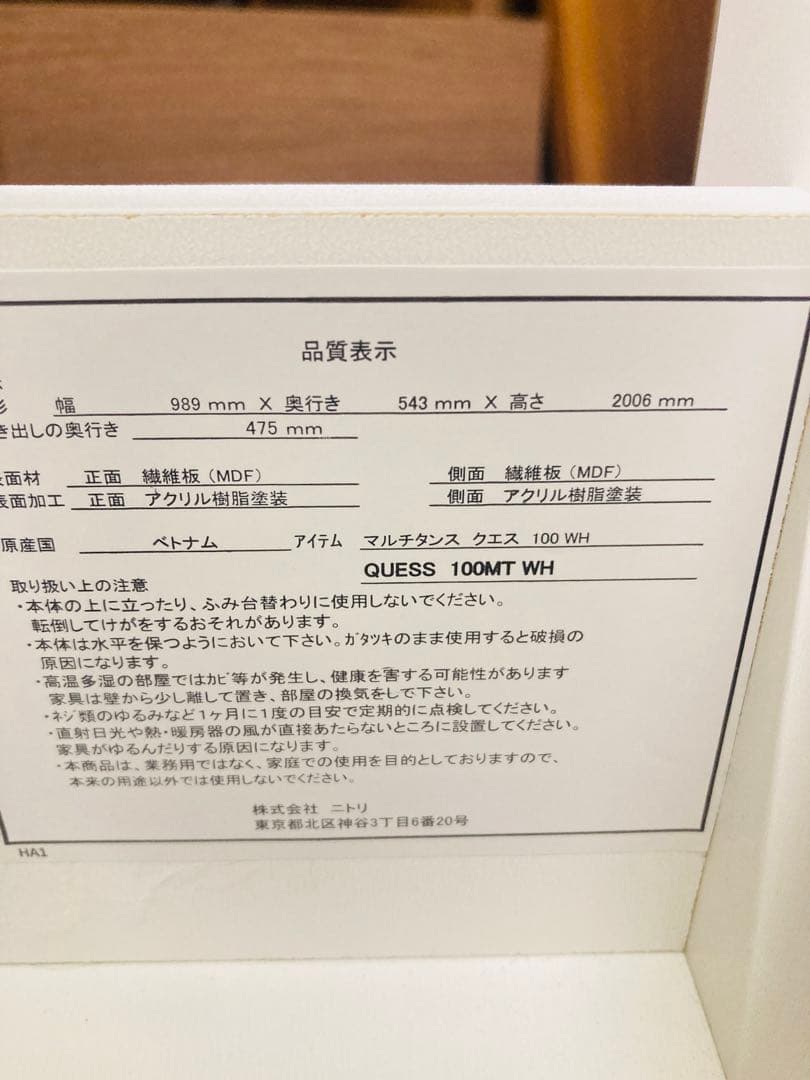 品質表示
幅 989 mm X 奥行き 543 mm X 高さ 2006 mm
き出しの奥行き 475 mm
表面材 正面 繊維板（MDF） 側面 繊維板（MDF）
表面加工 正面 アクリル樹脂塗装 側面 アクリル樹脂塗装
原産国 ベトナム アイテム マルチタンス クエス 100 WH
QUESS 100MT WH
取り扱い上の注意
・本体の上に立ったり、ふみ台替わりに使用しないでください。
転倒してけがをするおそれがあります。
・本体は水平を保つようにおいて下さい。ｶﾞタツキのまま使用すると破損の
原因になります。
・高温多湿の部屋ではｶﾋﾞ等が発生し、健康を害する可能性があります
家具は壁から少し離して置き、部屋の換気をして下さい。
・ネジ類のゆるみなど１ヶ月に１度の目安で定期的に点検してください。
・直射日光や熱・暖房器の風が直接あたらないところに設置してください。
家具がゆるんだりする原因になります。
・本商品は、業務用ではなく、家庭での使用を目的としておりますので、
本来の用途以外では使用しないでください。
株式会社 ニトリ
東京都北区神谷3丁目6番20号
HA1